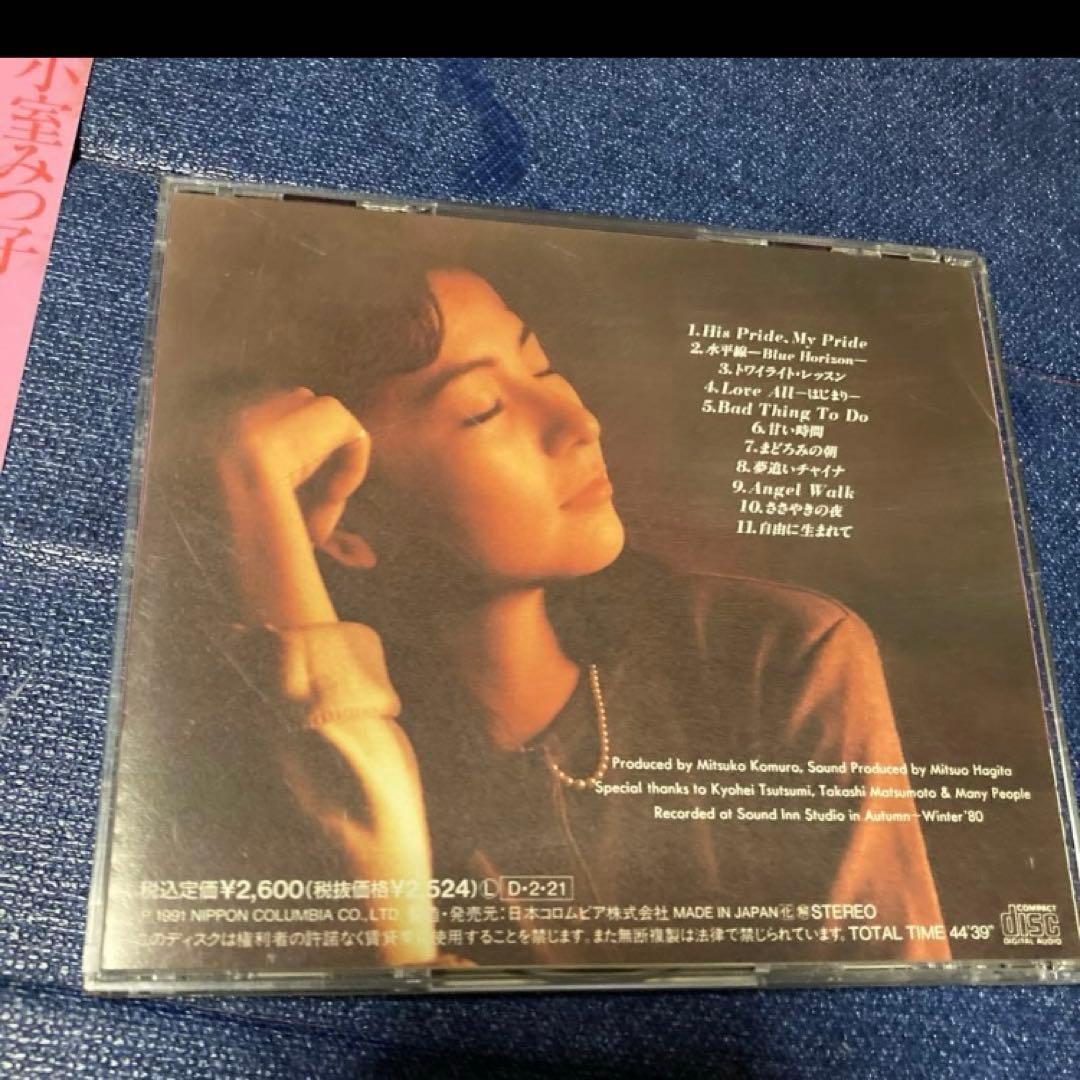 小室みつ子
1.His Pride、My Pride
2.水平線—Blue Horizon—
3.トワイライト・レッスン
4.Love All—はじまり—
5.Bad Thing To Do
6.甘い時間
7.まどろみの朝
8.夢追いチャイナ
9.Angel Walk
10.ささやきの夜
11.自由に生まれて
Produced by Mitsuko Komuro, Sound Produced by Mitsuo Hagita
Special thanks to Kyohei Tsutsumi, Takashi Matsumoto & Many People
Recorded at Sound Inn Studio in Autumn~Winter'80
税込定価¥2,600(税抜価格¥2,524)Ⓛ D・2・21
P 1991 NIPPON COLUMBIA CO., LTD. ・発売元:日本コロムビア株式会社 MADE IN JAPAN STEREO
このディスクは権利者の許諾なく賃貸 使用することを禁じます。また無断複製は法律で禁じられています。TOTAL TIME 44'39"
COMPACT
disc
DIGITAL AUDIO